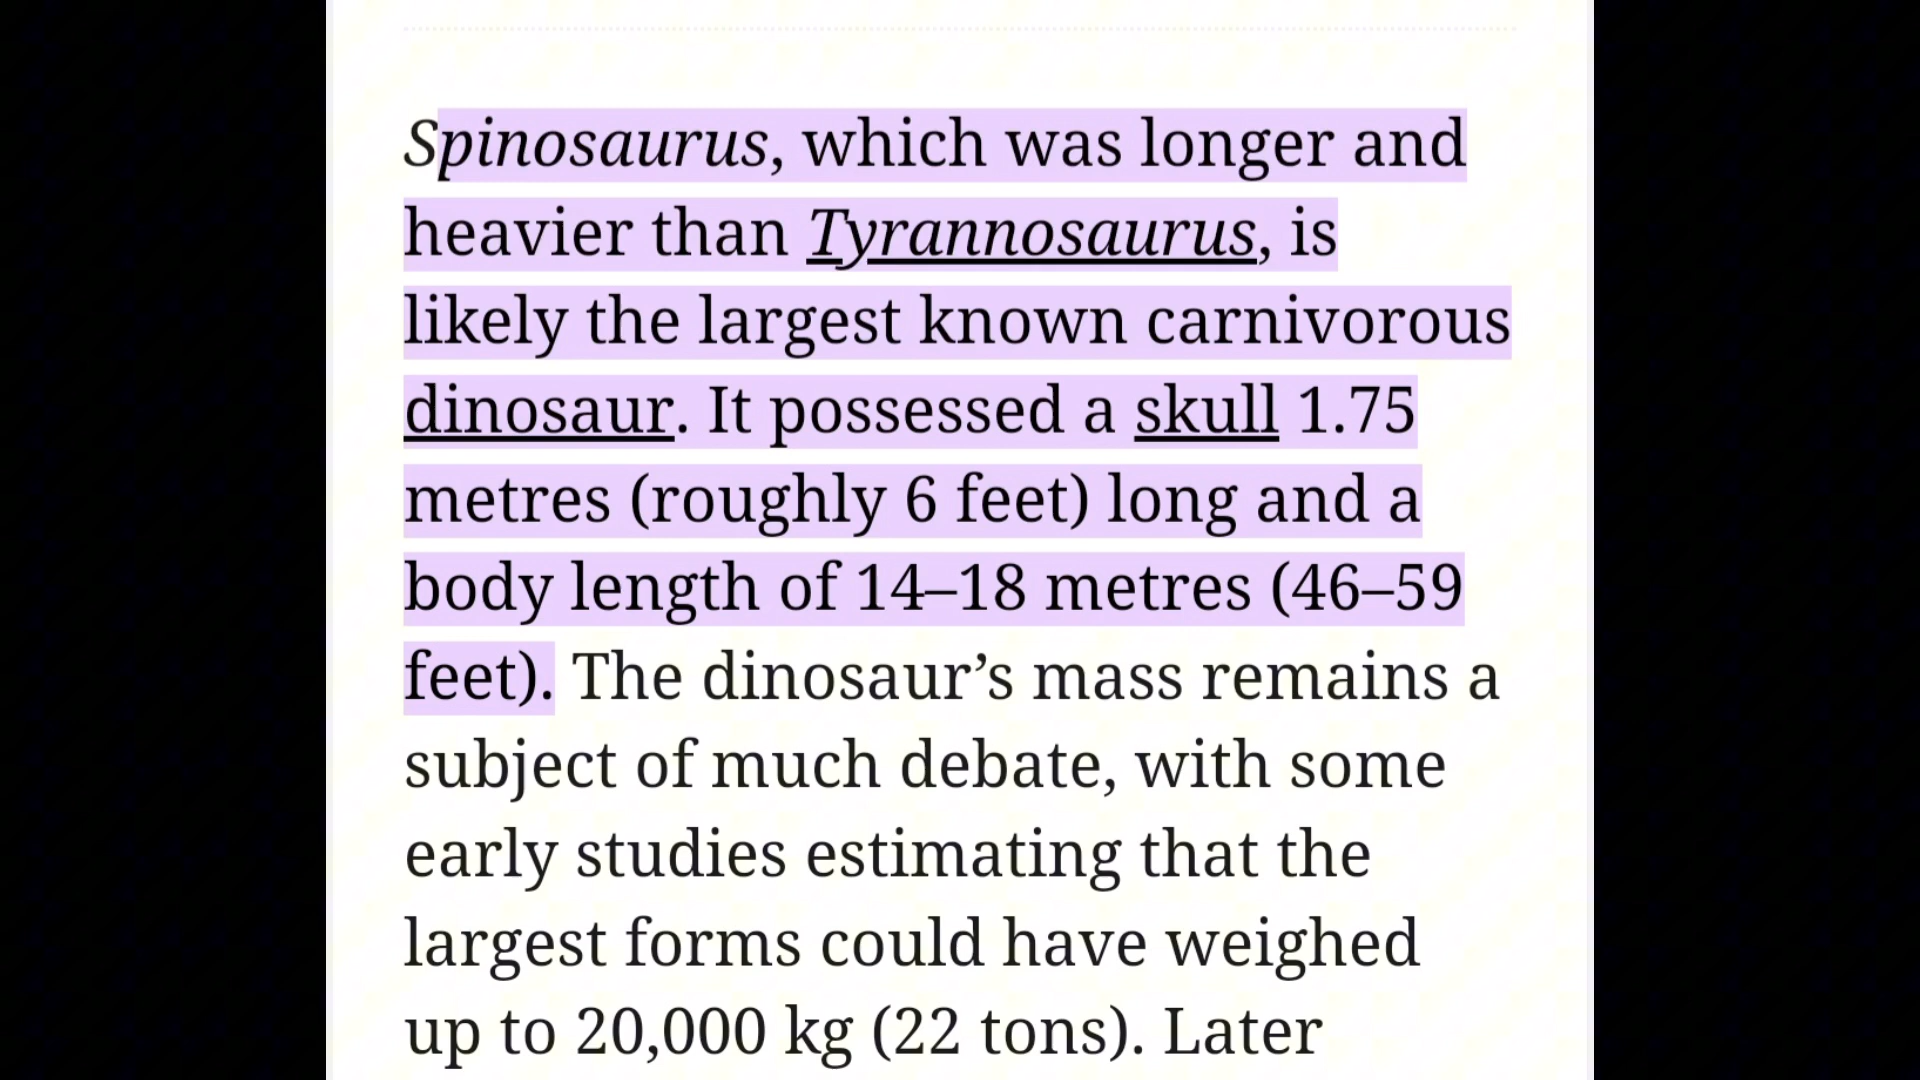 Spinosaurus, which was longer and
heavier than Tyrannosaurus, is
likely the largest known carnivorous
dinosaur. It possessed a skull 1.75
metres (roughly 6 feet) long and a
body length of 14–18 metres (46–59
feet). The dinosaur’s mass remains a
subject of much debate, with some
early studies estimating that the
largest forms could have weighed
up to 20,000 kg (22 tons). Later